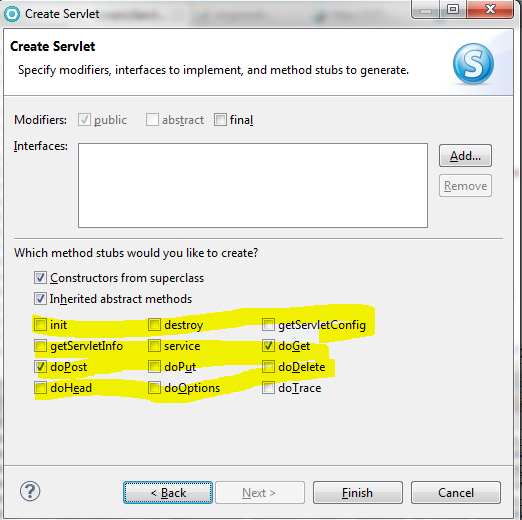 Create Servlet
Create Servlet
Specify modifiers, interfaces to implement, and method stubs to generate.
S
Modifiers: public abstract final
Interfaces:
Add...
Remove
Which method stubs would you like to create?
Constructors from superclass
Inherited abstract methods
init destroy getServletConfig
getServletInfo service doGet
doPost doPut doDelete
doHead doOptions doTrace
? < Back Next > Finish Cancel